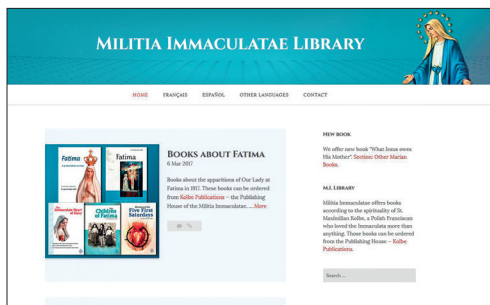 MILITIA IMMACULATAE LIBRARY
HOME FRANÇAIS ESPAÑOL OTHER LANGUAGES CONTACT
Fatima
Fatima
Immaculate Heart
of Mary
Children
of Fatima
Five First
Saturdays
BOOKS ABOUT FATIMA
6 Mar 2017
Books about the apparitions of Our Lady at
Fatima in 1917. These books can be ordered
from Kolbe Publications – the Publishing
House of the Militia Immaculatae. ... More
NEW BOOK
We offer new book "What Jesus owes
His Mother". Section: Other Marian
Books.
M.I. LIBRARY
Militia Immaculatae offers books
according to the spirituality of St.
Maximilian Kolbe, a Polish Franciscan
who loved the Immaculata more than
anything. Those books can be ordered
from the Publishing House – Kolbe
Publications.
Search ...